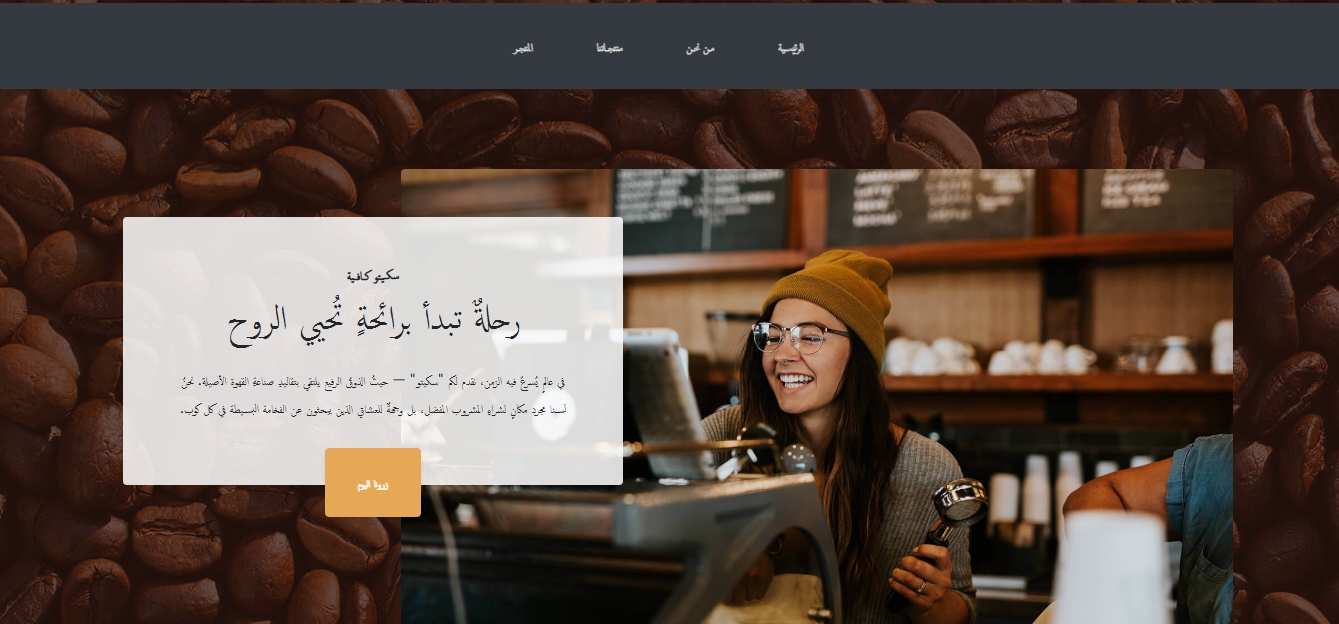 الرئيسية
من نحن
منتجاتنا
المتجر
سكيتو كافية
رحلةٌ تبدأ برائحةٍ تُحيي الروح
في عالمٍ يُسرعُ فيه الزمن، نقدم لكم "سكيتو" — حيثُ الذوقُ الرفيع يلتقي بتقاليدِ صناعةِ القهوة الأصيلة. نحنُ
لسنا مجرد مكانٍ لشراءِ المشروب المفضل، بل وجهةٌ للعشاقِ الذين يبحثون عن الفخامة البسيطة في كل كوب.
زورونا اليوم